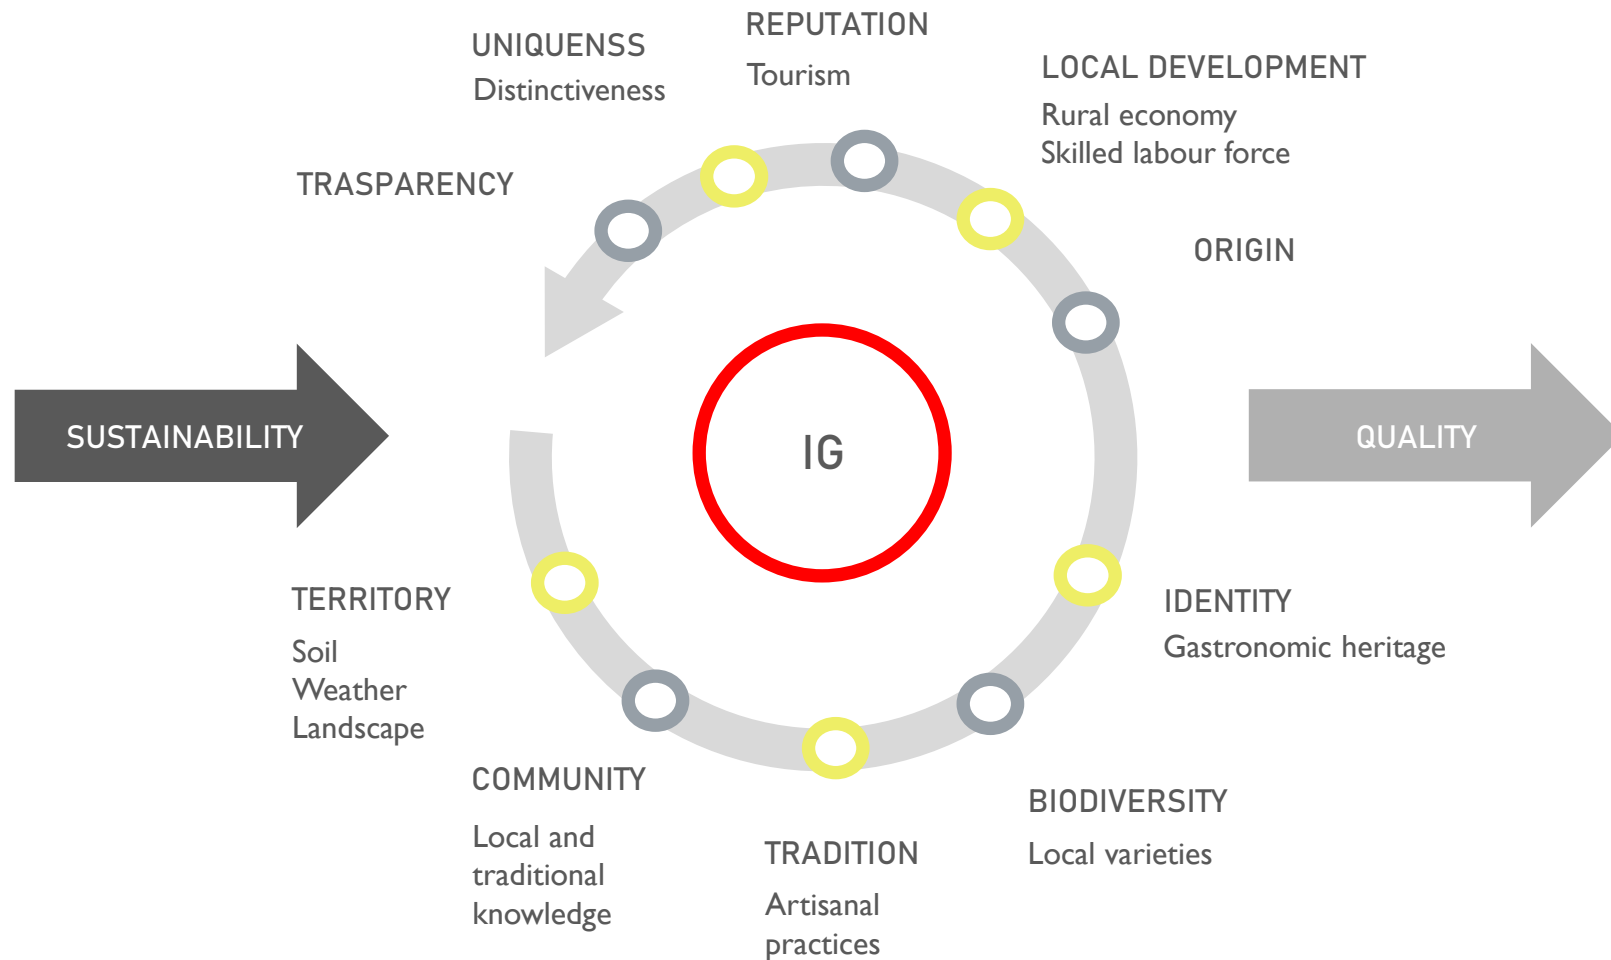 REPUTATION
Tourism
UNIQUENSS
Distinctiveness
LOCAL DEVELOPMENT
Rural economy
Skilled labour force
TRASPARENCY
ORIGIN
SUSTAINABILITY
IG
QUALITY
TERRITORY
Soil
Weather
Landscape
IDENTITY
Gastronomic heritage
COMMUNITY
Local and
traditional
knowledge
TRADITION
Artisanal
practices
BIODIVERSITY
Local varieties